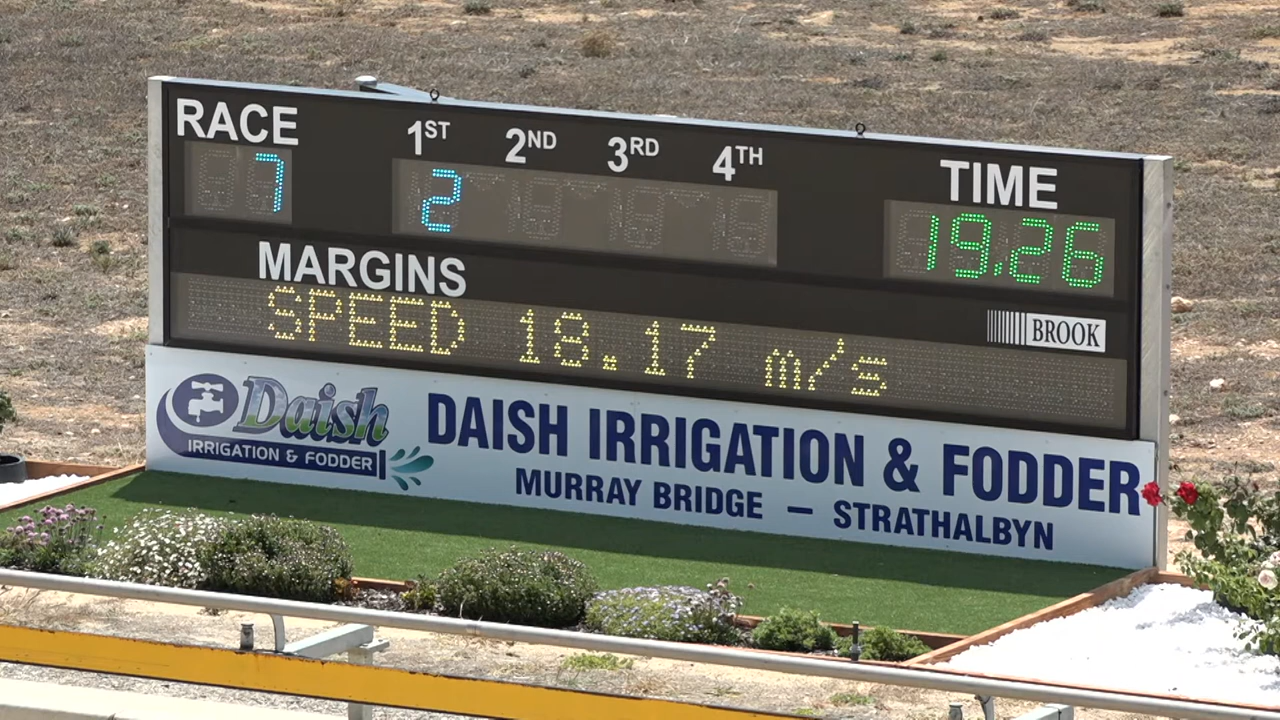 RACE 1ST 2ND 3RD 4TH TIME
7 2 19.26
MARGINS
SPEED 18.17 m/s
BROOK
Daish
IRRIGATION & FODDER
DAISH IRRIGATION & FODDER
MURRAY BRIDGE — STRATHALBYN